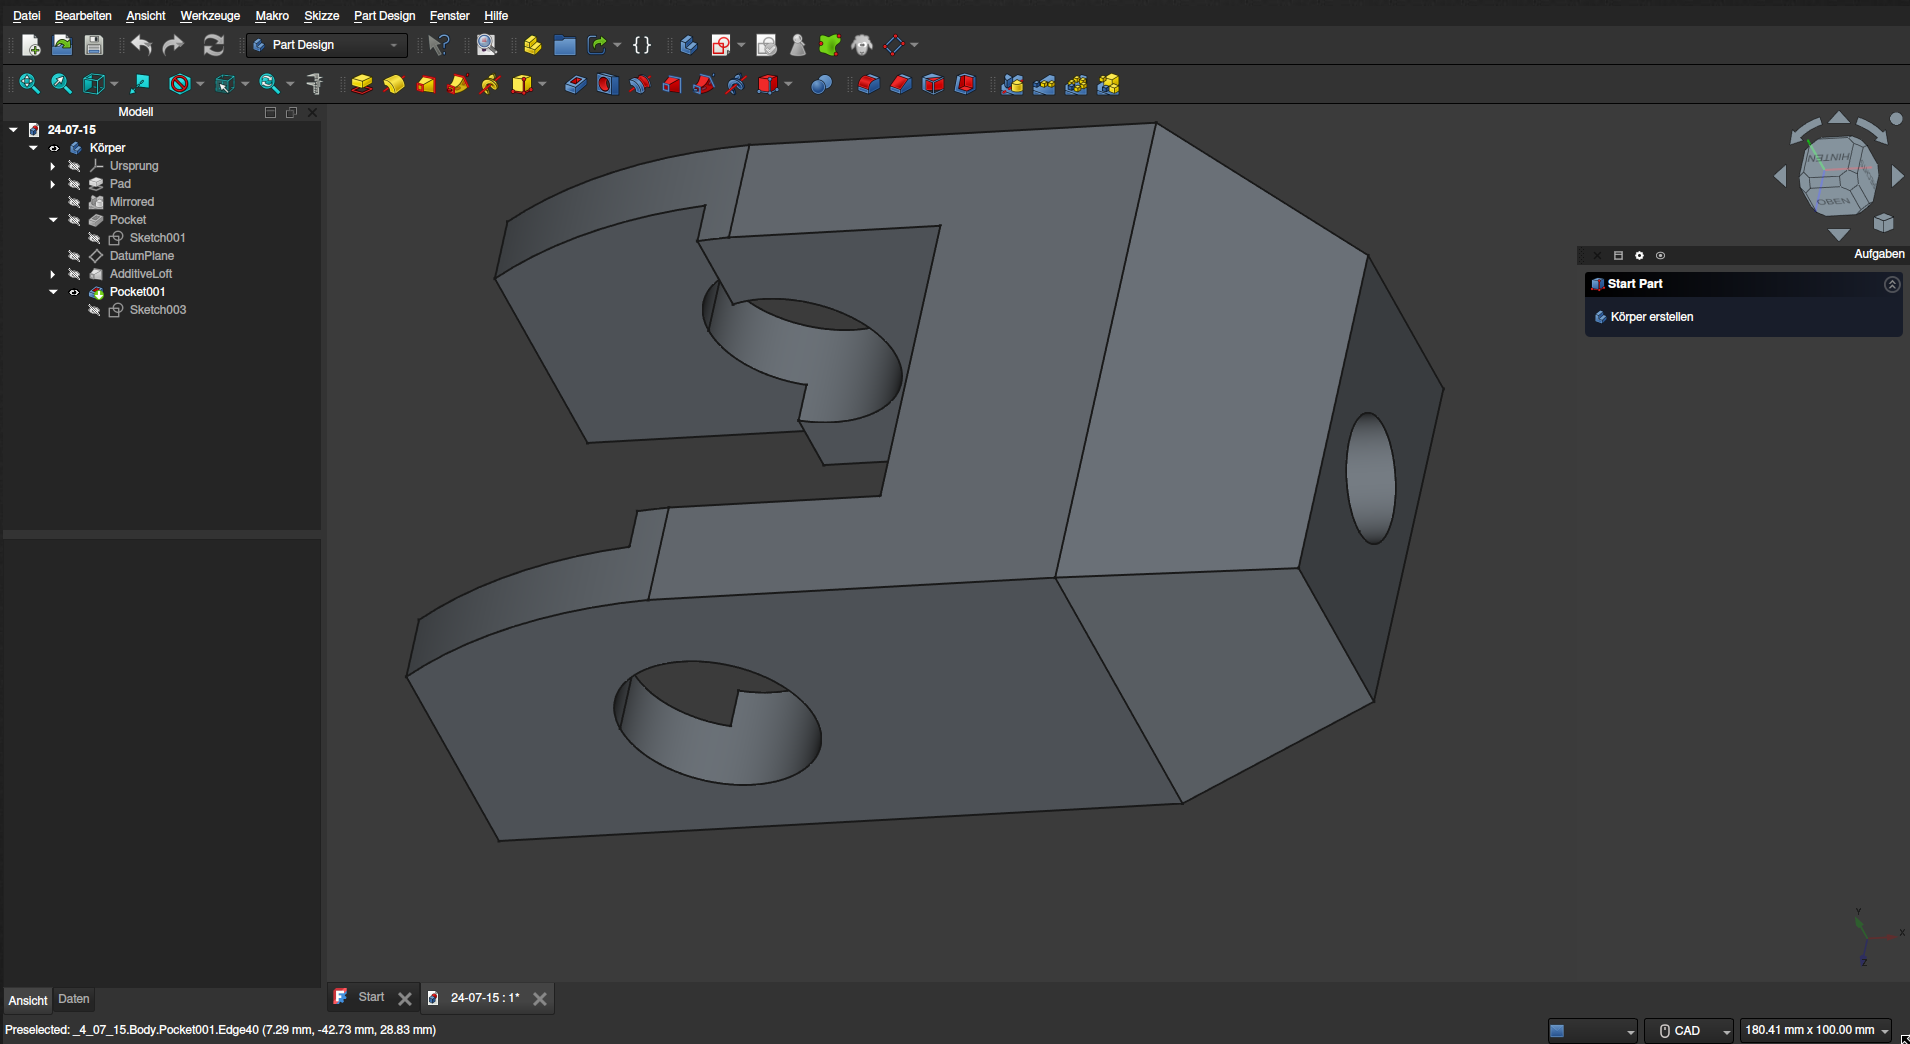 Datei Bearbeiten Ansicht Werkzeuge Makro Skizze Part Design Fenster Hilfe
Part Design
Modell
24-07-15
Körper
Ursprung
Pad
Mirrored
Pocket
Sketch001
DatumPlane
AdditiveLoft
Pocket001
Sketch003
HINTEN
OBEN
Aufgaben
Start Part
Körper erstellen
Y
X
Z
Ansicht Daten
Start
24-07-15 : 1*
Preselected: _4_07_15.Body.Pocket001.Edge40 (7.29 mm, -42.73 mm, 28.83 mm)
CAD
180.41 mm x 100.00 mm